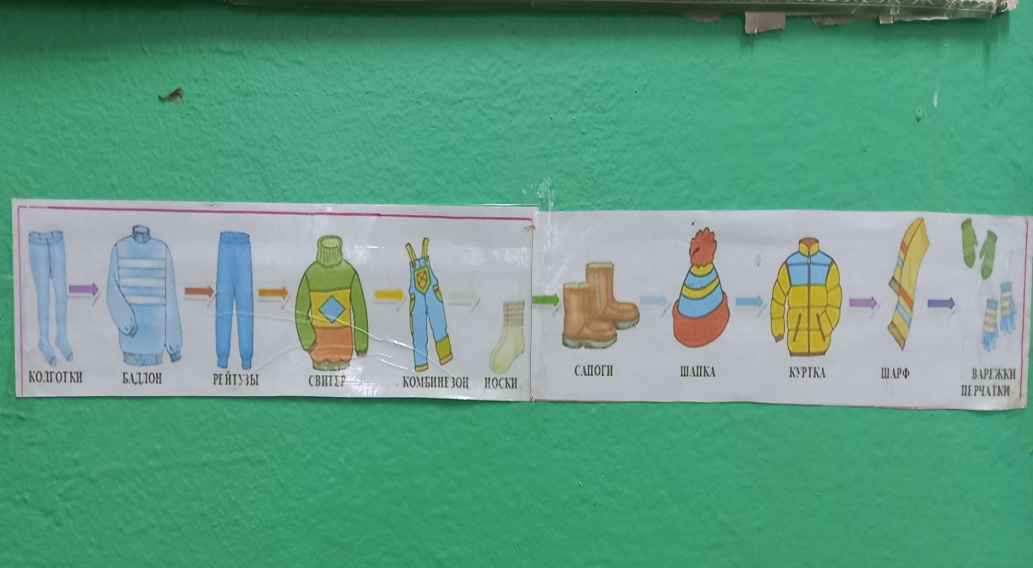 КОЛГОТКИ
БАДЛОН
РЕЙТУЗЫ
СВИТЕР
КОМБИНЕЗОН
НОСКИ
САПОГИ
ШАПКА
КУРТКА
ШАРФ
ВАРЕЖКИ
ПЕРЧАТКИ